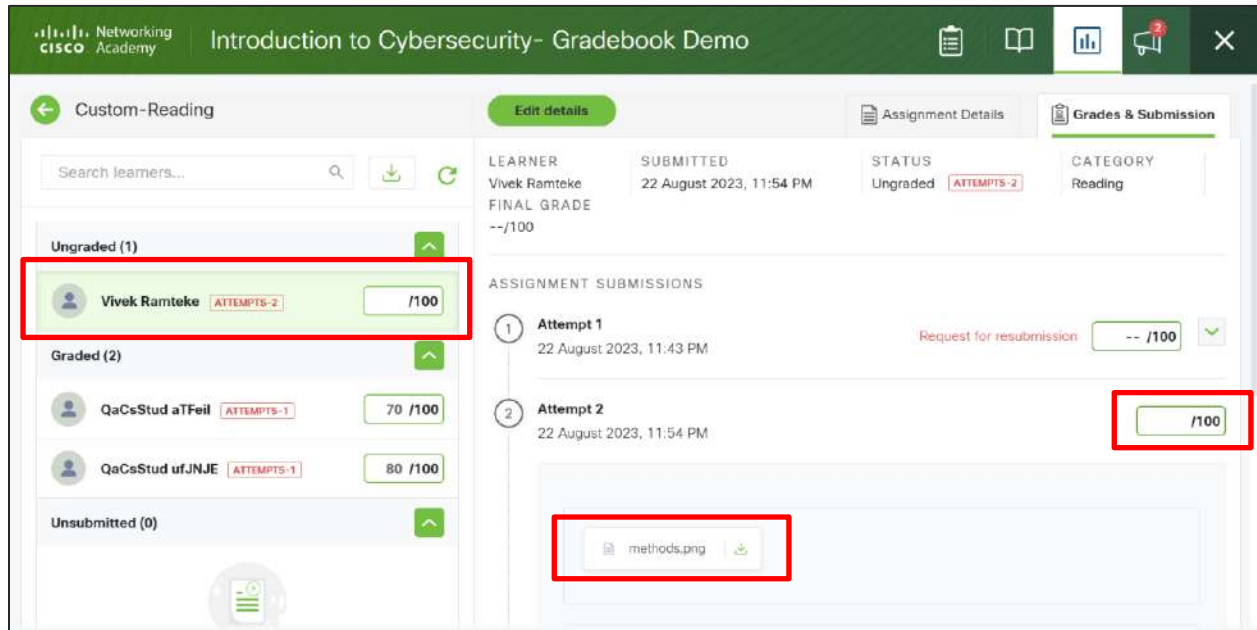 Networking
CISCO Academy
Introduction to Cybersecurity- Gradebook Demo
2
Custom-Reading
Edit details
Assignment Details
Grades & Submission
Search learners...
LEARNER
Vivek Ramteke
SUBMITTED
22 August 2023, 11:54 PM
STATUS
Ungraded ATTEMPTS-2
CATEGORY
Reading
FINAL GRADE
--/100
Ungraded (1)
Vivek Ramteke ATTEMPTS-2 /100
Graded (2)
QaCsStud aTFeil ATTEMPTS-1 70 /100
QaCsStud ufJNJE ATTEMPTS-1 80 /100
Unsubmitted (0)
ASSIGNMENT SUBMISSIONS
1 Attempt 1
22 August 2023, 11:43 PM
Request for resubmission -- /100
2 Attempt 2
22 August 2023, 11:54 PM
/100
methods.png